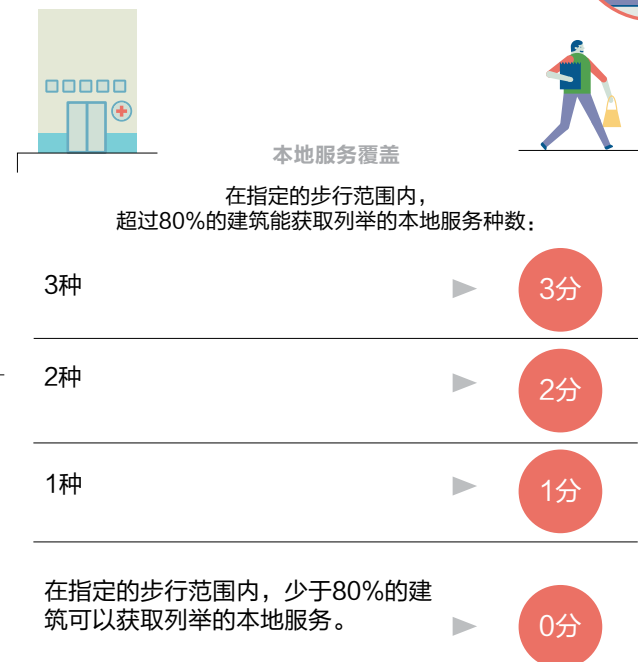 本地服务覆盖
在指定的步行范围内，
超过80%的建筑能获取列举的本地服务种数：
3种
3分
2种
2分
1种
1分
在指定的步行范围内，少于80%的建
筑可以获取列举的本地服务。
0分